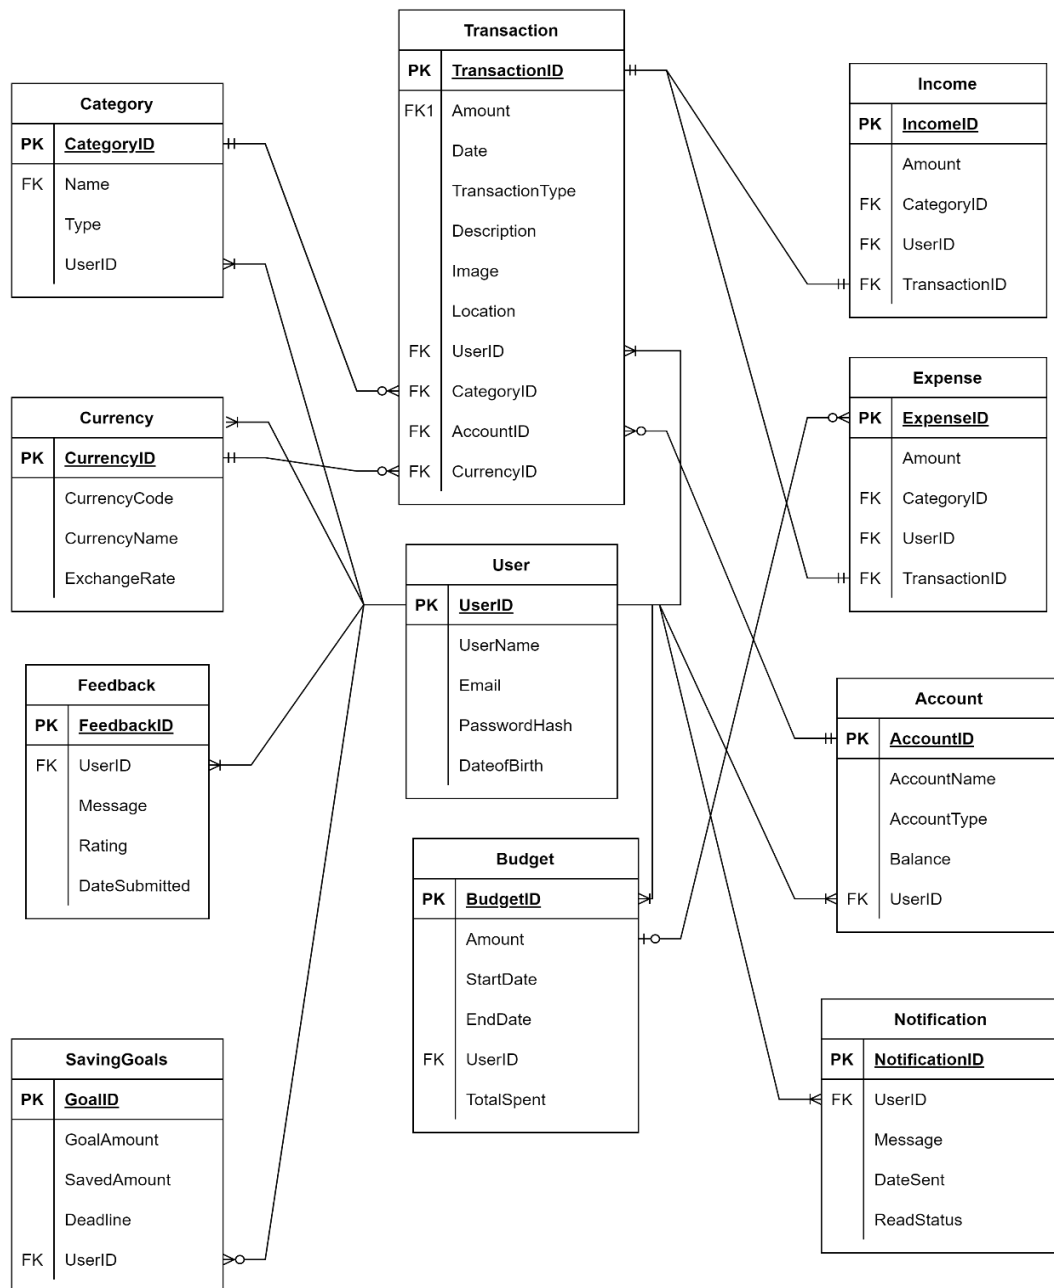 Transaction
PK TransactionID
FK1 Amount
Date
TransactionType
Description
Image
Location
FK UserID
FK CategoryID
FK AccountID
FK CurrencyID
Category
PK CategoryID
FK Name
Type
UserID
Income
PK IncomeID
Amount
FK CategoryID
FK UserID
FK TransactionID
Currency
PK CurrencyID
CurrencyCode
CurrencyName
ExchangeRate
Expense
PK ExpenseID
Amount
FK CategoryID
FK UserID
FK TransactionID
User
PK UserID
UserName
Email
PasswordHash
DateofBirth
Feedback
PK FeedbackID
FK UserID
Message
Rating
DateSubmitted
Account
PK AccountID
AccountName
AccountType
Balance
FK UserID
Budget
PK BudgetID
Amount
StartDate
EndDate
FK UserID
TotalSpent
Notification
PK NotificationID
FK UserID
Message
DateSent
ReadStatus
SavingGoals
PK GoalID
GoalAmount
SavedAmount
Deadline
FK UserID